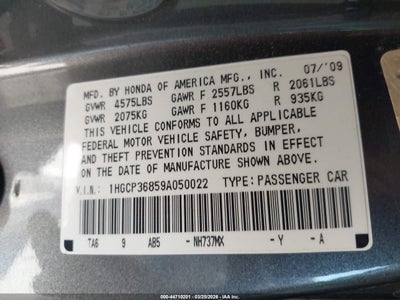 MFD. BY HONDA OF AMERICA MFG., INC. 07/'09
GVWR 4575LBS GAWR F 2557LBS R 2061LBS
GVWR 2075KG GAWR F 1160KG R 935KG
THIS VEHICLE CONFORMS TO ALL APPLICABLE
FEDERAL MOTOR VEHICLE SAFETY, BUMPER,
AND THEFT PREVENTION STANDARDS IN EFFECT
ON THE DATE OF MANUFACTURE SHOWN ABOVE.
V.I.N.: 1HGCP36859A050022 TYPE: PASSENGER CAR
TA6 9 AB5 -NH737MX -Y -A
000-44710201 - 03/20/2026 - IAA Inc.